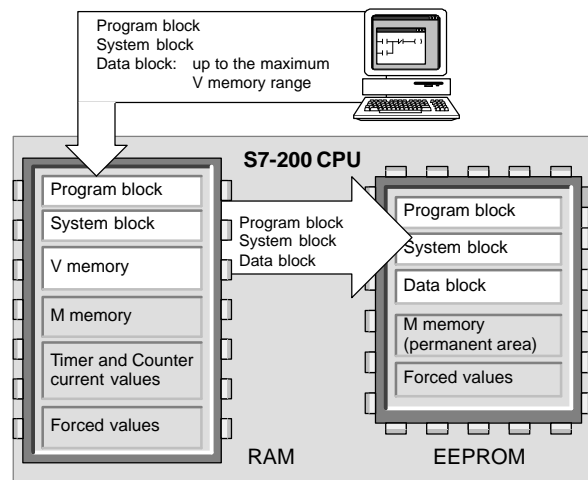 Program block
System block
Data block: up to the maximum
V memory range
S7-200 CPU
Program block
System block
V memory
M memory
Timer and Counter
current values
Forced values
RAM
Program block
System block
Data block
Program block
System block
Data block
M memory
(permanent area)
Forced values
EEPROM